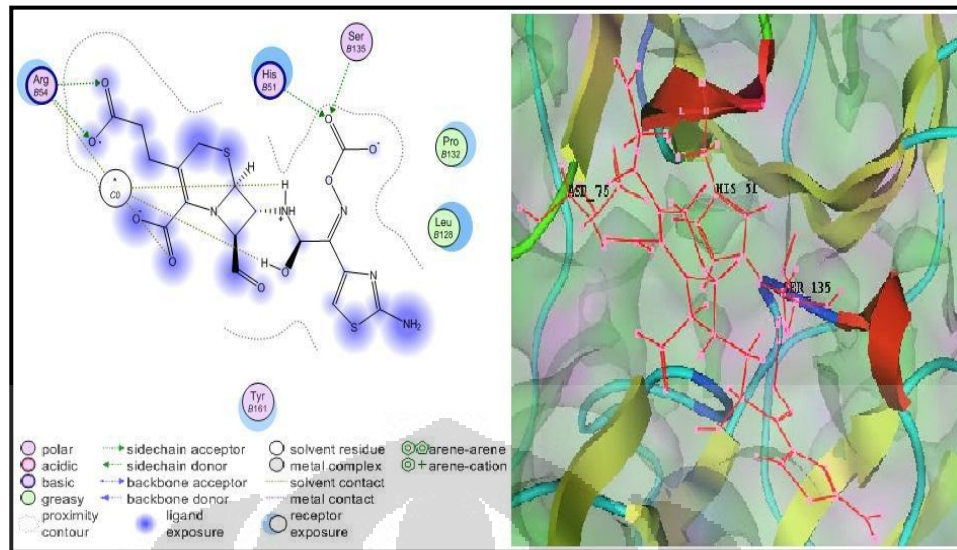 Ser
B135
Arg
B54
His
B51
O
O⁻
S
H
O
O⁻
Pro
B132
*
C0
H
O
N
NH
+
N
O⁻
O
H
O
Leu
B128
O
N
S
NH₂
Tyr
B161
HIS 51
SER 135
polar
sidechain acceptor
solvent residue
arene-arene
acidic
sidechain donor
metal complex
arene-cation
basic
backbone acceptor
solvent contact
greasy
backbone donor
metal contact
proximity contour
ligand exposure
receptor exposure